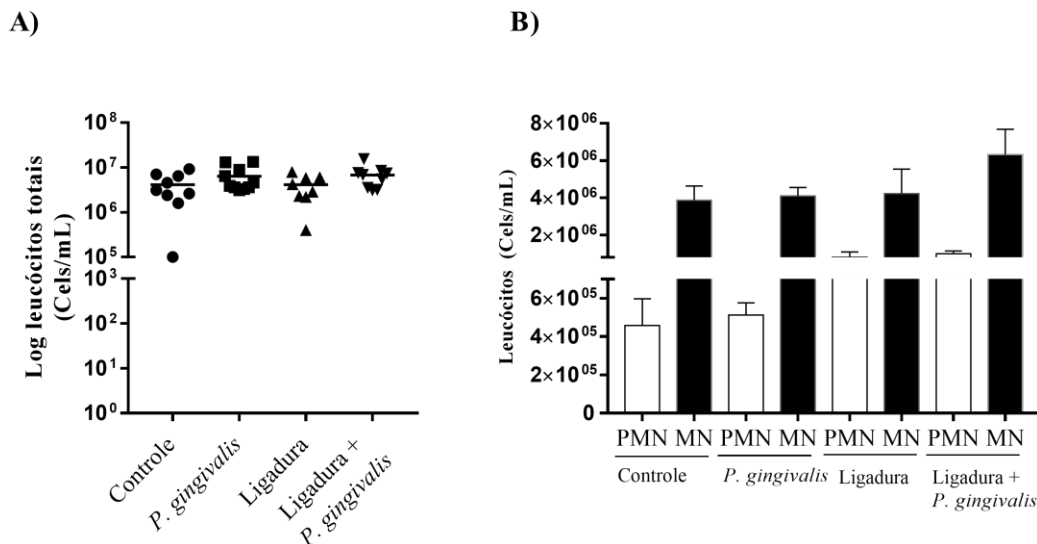 A)
B)
Log leucócitos totais
(Cels/mL)
10⁸
10⁷
10⁶
10⁵
10³
10²
10¹
10⁰
Controle
P. gingivalis
Ligadura
Ligadura +
P. gingivalis
Leucócitos (Cels/mL)
8×10⁰⁶
6×10⁰⁶
4×10⁰⁶
2×10⁰⁶
6×10⁰⁵
4×10⁰⁵
2×10⁰⁵
0
PMN MN PMN MN PMN MN PMN MN
Controle P. gingivalis Ligadura Ligadura +
P. gingivalis